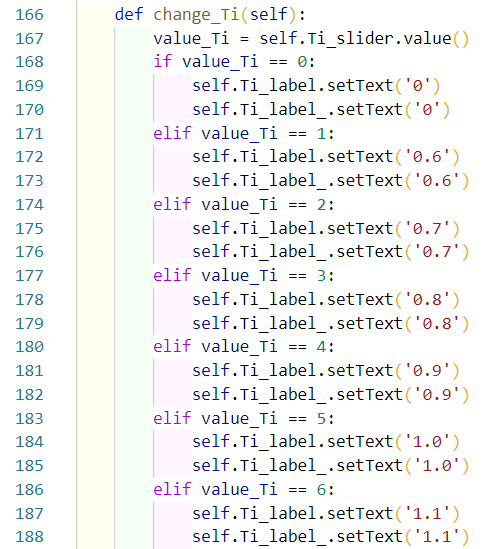 166 def change_Ti(self):
167 value_Ti = self.Ti_slider.value()
168 if value_Ti == 0:
169 self.Ti_label.setText('0')
170 self.Ti_label_.setText('0')
171 elif value_Ti == 1:
172 self.Ti_label.setText('0.6')
173 self.Ti_label_.setText('0.6')
174 elif value_Ti == 2:
175 self.Ti_label.setText('0.7')
176 self.Ti_label_.setText('0.7')
177 elif value_Ti == 3:
178 self.Ti_label.setText('0.8')
179 self.Ti_label_.setText('0.8')
180 elif value_Ti == 4:
181 self.Ti_label.setText('0.9')
182 self.Ti_label_.setText('0.9')
183 elif value_Ti == 5:
184 self.Ti_label.setText('1.0')
185 self.Ti_label_.setText('1.0')
186 elif value_Ti == 6:
187 self.Ti_label.setText('1.1')
188 self.Ti_label_.setText('1.1')